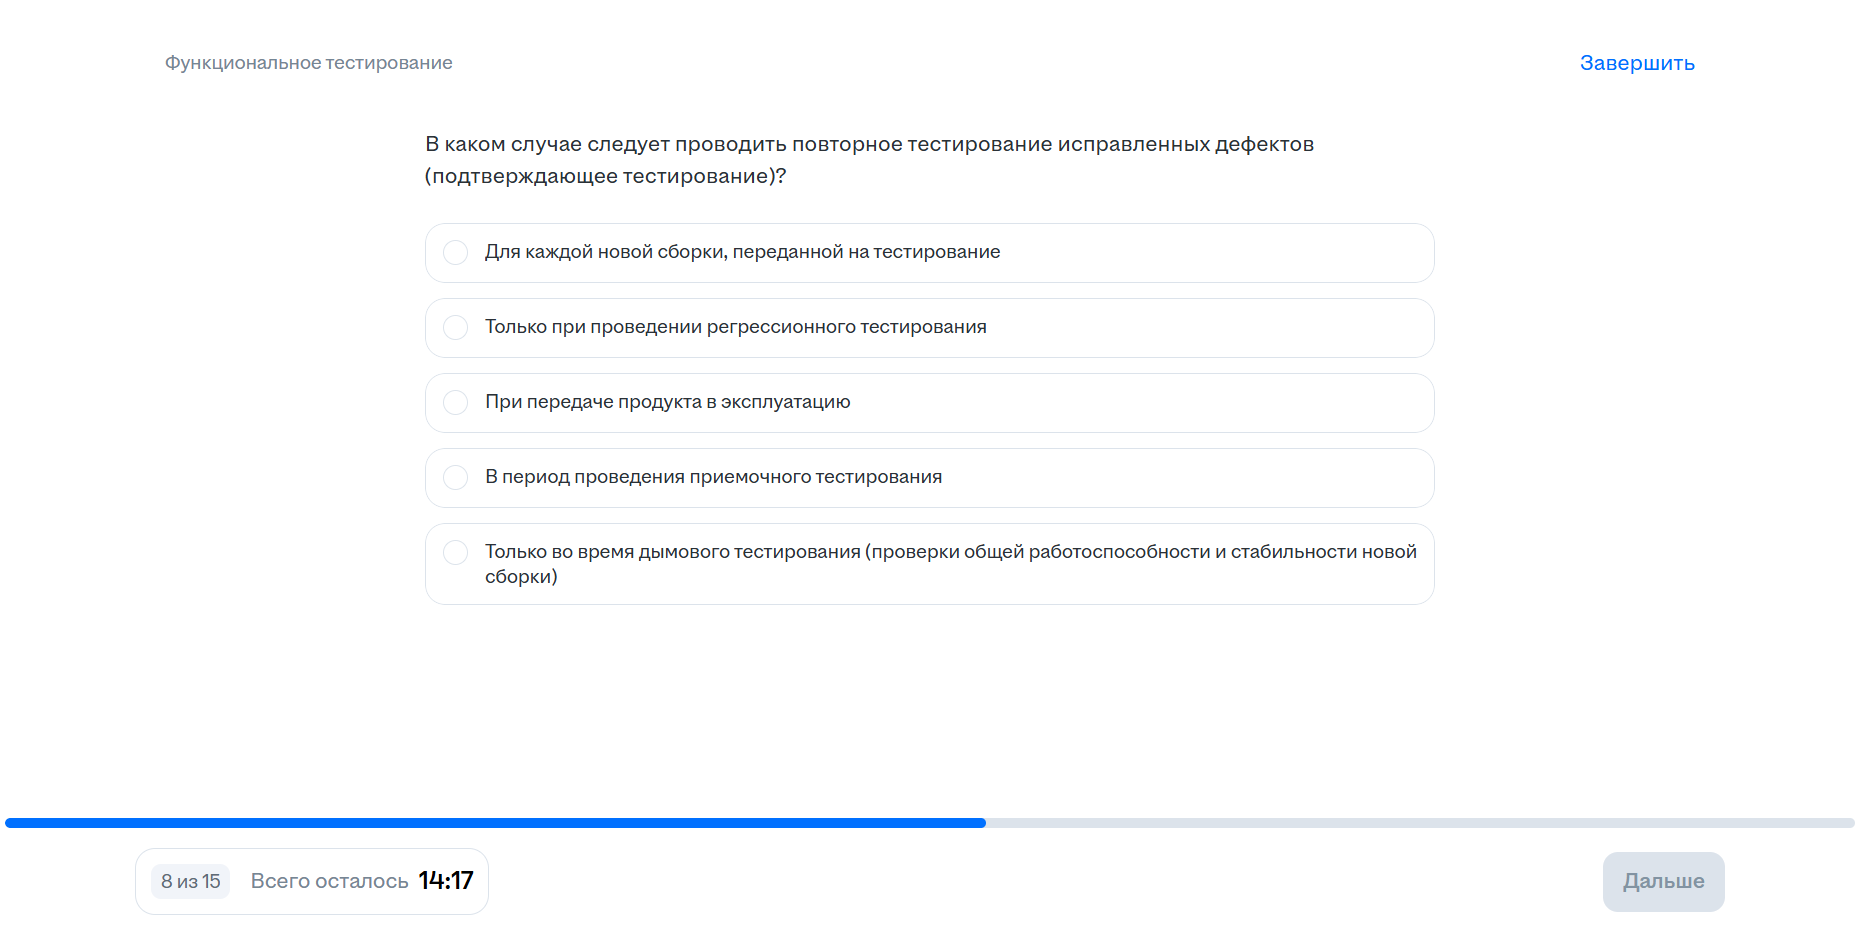 Функциональное тестирование
Завершить
В каком случае следует проводить повторное тестирование исправленных дефектов
(подтверждающее тестирование)?
Для каждой новой сборки, переданной на тестирование
Только при проведении регрессионного тестирования
При передаче продукта в эксплуатацию
В период проведения приемочного тестирования
Только во время дымового тестирования (проверки общей работоспособности и стабильности новой
сборки)
8 из 15
Всего осталось 14:17
Дальше